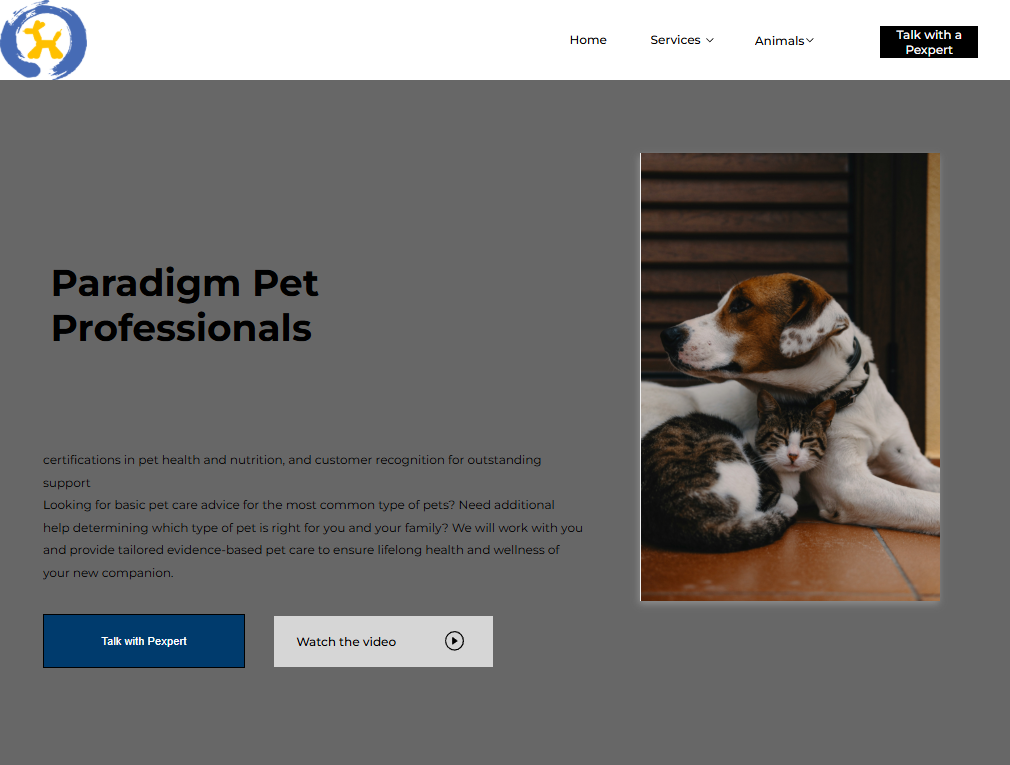 Home
Services
Animals
Talk with a
Pexpert
Paradigm Pet
Professionals
certifications in pet health and nutrition, and customer recognition for outstanding
support
Looking for basic pet care advice for the most common type of pets? Need additional
help determining which type of pet is right for you and your family? We will work with you
and provide tailored evidence-based pet care to ensure lifelong health and wellness of
your new companion.
Talk with Pexpert
Watch the video